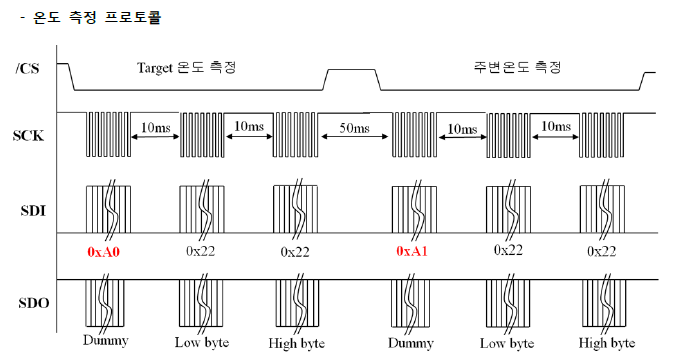 - 온도 측정 프로토콜
/CS
Target 온도 측정
주변온도 측정
SCK
10ms
10ms
50ms
10ms
10ms
SDI
0xA0
0x22
0x22
0xA1
0x22
0x22
SDO
Dummy
Low byte
High byte
Dummy
Low byte
High byte